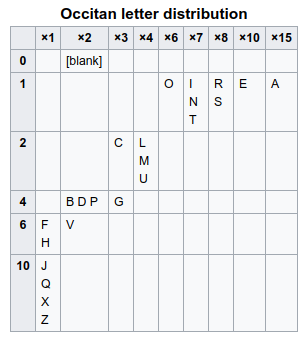 Occitan letter distribution
×1 ×2 ×3 ×4 ×6 ×7 ×8 ×10 ×15
0 [blank]
1 O I R E A
N S
T
2 C L
M
U
4 B D P G
6 F V
H
10 J
Q
X
Z